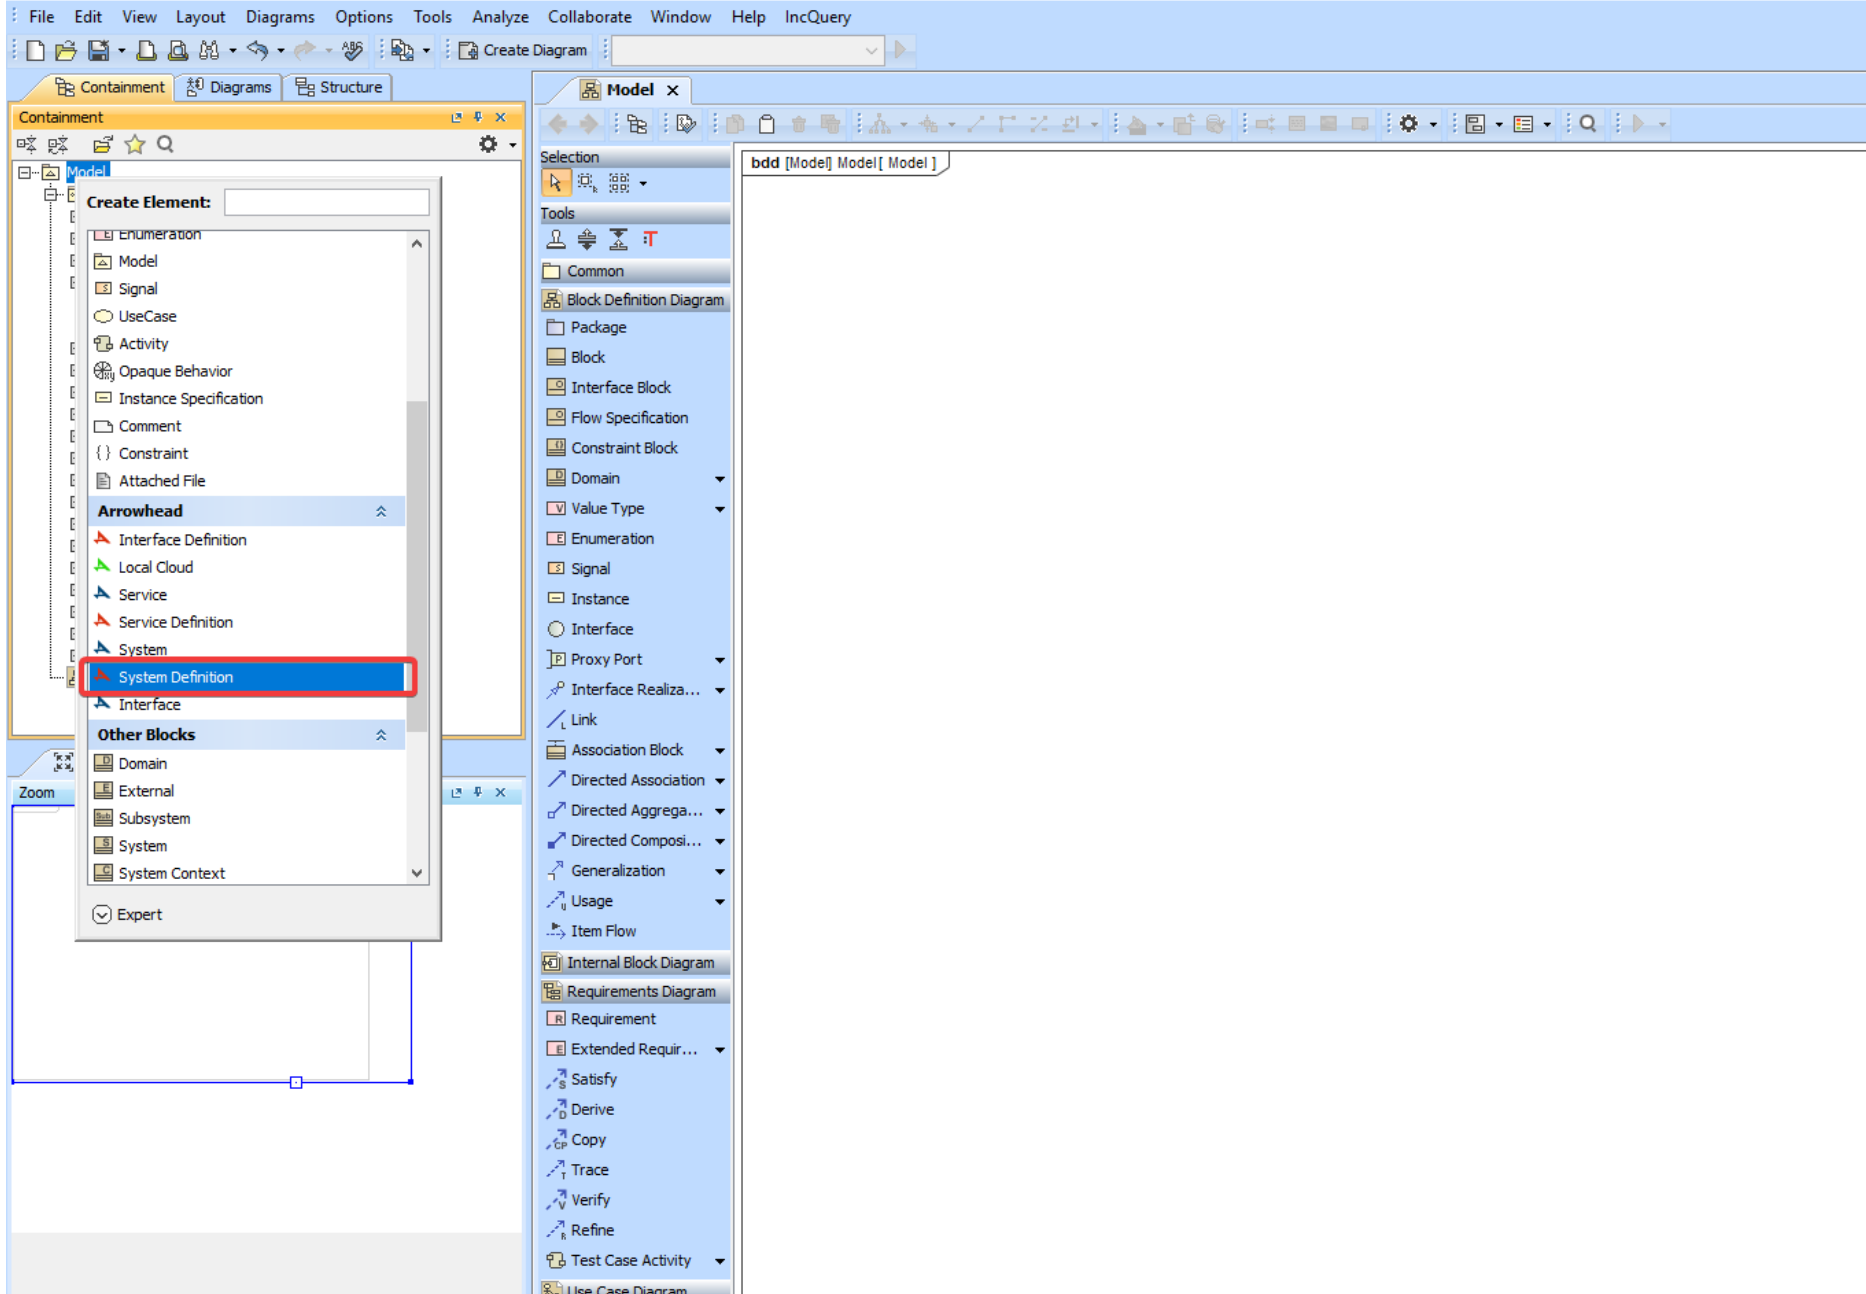 File Edit View Layout Diagrams Options Tools Analyze Collaborate Window Help IncQuery
Create Diagram
Containment Diagrams Structure
Model
Containment
Model
Create Element:
Enumeration
Model
Signal
UseCase
Activity
Opaque Behavior
Instance Specification
Comment
Constraint
Attached File
Arrowhead
Interface Definition
Local Cloud
Service
Service Definition
System
System Definition
Interface
Other Blocks
Domain
External
Subsystem
System
System Context
Expert
Zoom
Selection
Tools
Common
Block Definition Diagram
Package
Block
Interface Block
Flow Specification
Constraint Block
Domain
Value Type
Enumeration
Signal
Instance
Interface
Proxy Port
Interface Realiza...
Link
Association Block
Directed Association
Directed Aggrega...
Directed Composi...
Generalization
Usage
Item Flow
Internal Block Diagram
Requirements Diagram
Requirement
Extended Requir...
Satisfy
Derive
Copy
Trace
Verify
Refine
Test Case Activity
Use Case Diagram
bdd [Model] Model[ Model ]